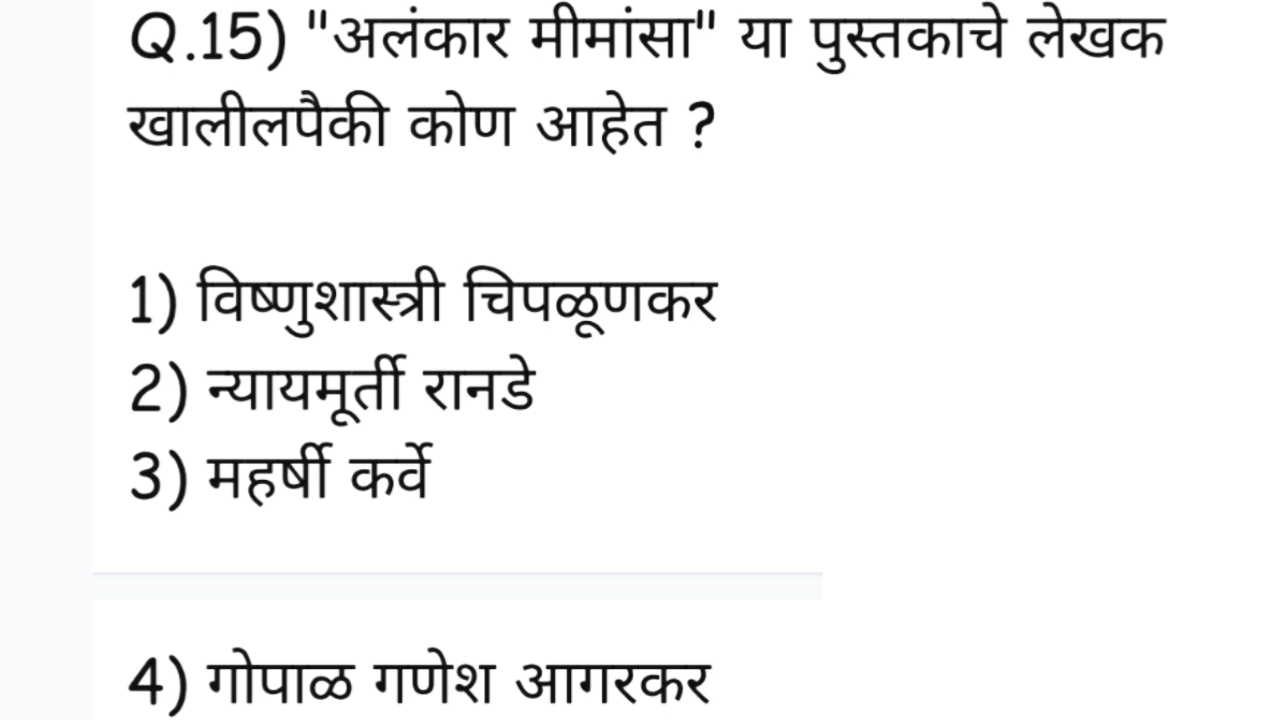 Q.15) "अलंकार मीमांसा" या पुस्तकाचे लेखक
खालीलपैकी कोण आहेत ?
1) विष्णुशास्त्री चिपळूणकर
2) न्यायमूर्ती रानडे
3) महर्षी कर्वे
4) गोपाळ गणेश आगरकर